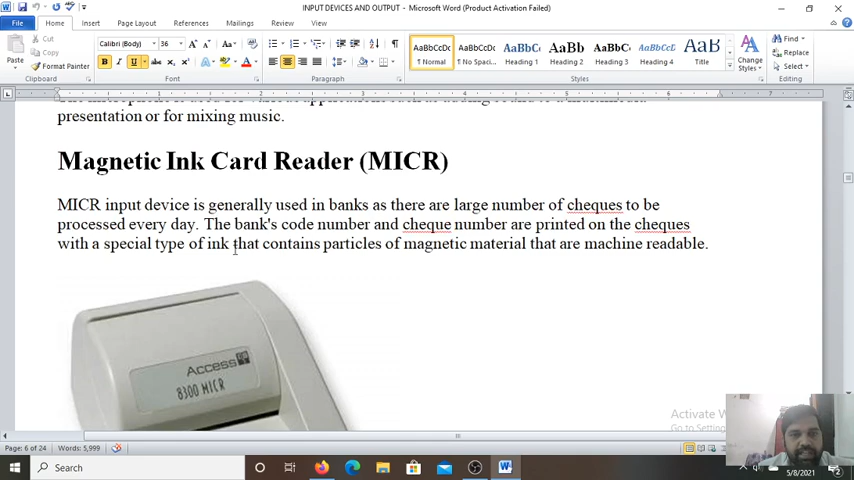 INPUT DEVICES AND OUTPUT - Microsoft Word (Product Activation Failed)
File Home Insert Page Layout References Mailings Review View
Paste Cut Copy Format Painter Clipboard
Calibri (Body) 36 Font
Paragraph
AaBbCcDc AaBbCcDc AaBbCc AaBb AaBbCc AaBbCc AaB
¶ Normal ¶ No Spaci... Heading 1 Heading 2 Heading 3 Heading 4 Title
Change Styles
Styles
Find Replace Select Editing
presentation or for mixing music.
Magnetic Ink Card Reader (MICR)
MICR input device is generally used in banks as there are large number of cheques to be
processed every day. The bank's code number and cheque number are printed on the cheques
with a special type of ink that contains particles of magnetic material that are machine readable.
Access
8300 MICR
Activate W
Go to Setting
Page: 6 of 24 Words: 5,999
Search
5/8/2021